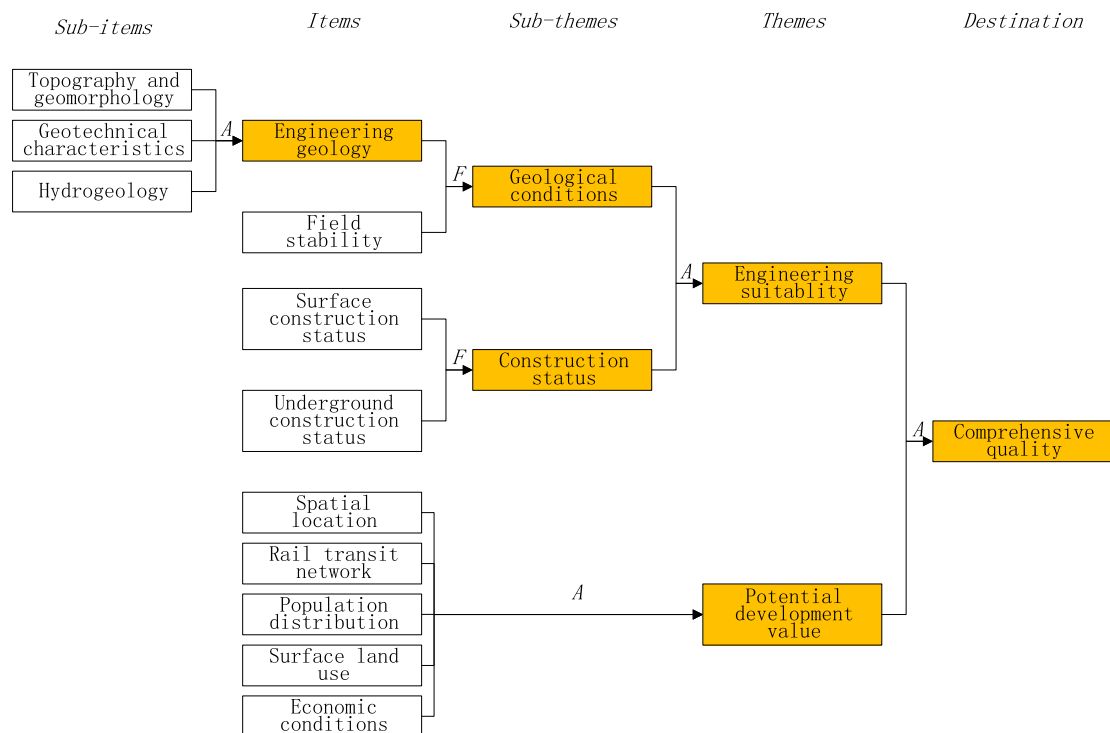 Sub-items
Items
Sub-themes
Themes
Destination
Topography and
geomorphology
Geotechnical
characteristics
Hydrogeology
A
Engineering
geology
Field
stability
F
Geological
conditions
Surface
construction
status
Underground
construction
status
F
Construction
status
A
Engineering
suitablity
Spatial
location
Rail transit
network
Population
distribution
Surface land
use
Economic
conditions
A
Potential
development
value
A
Comprehensive
quality